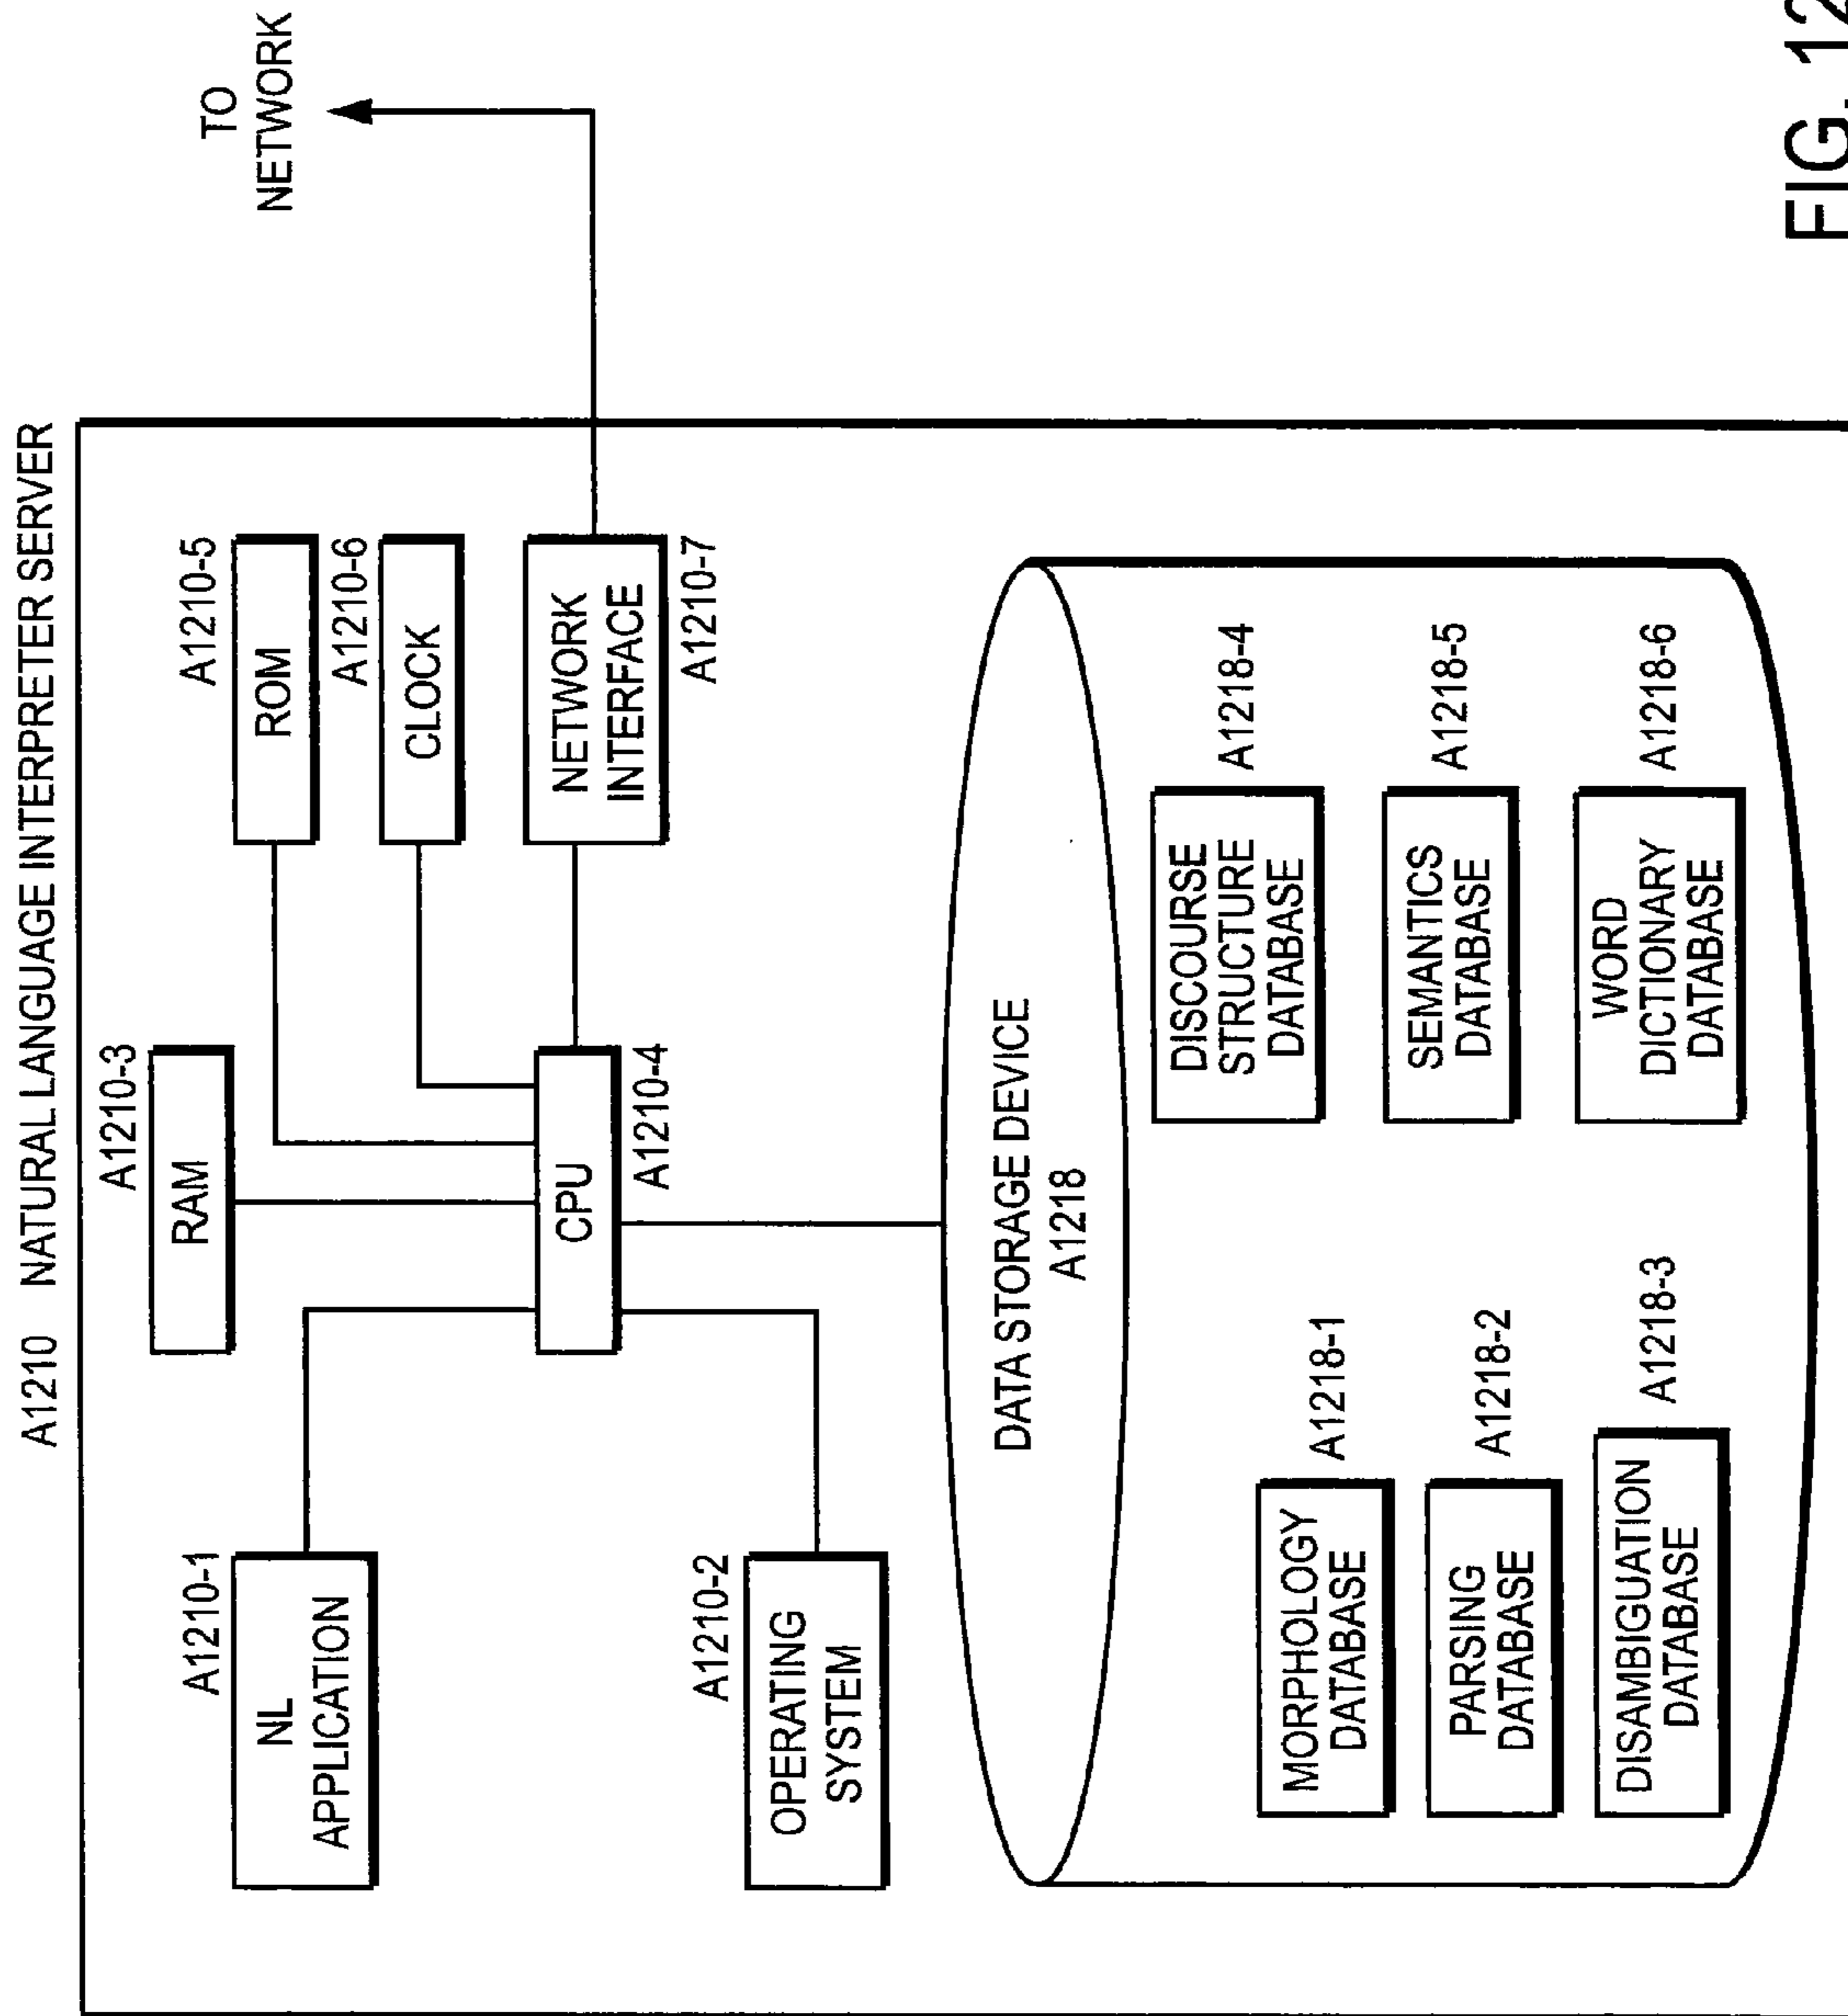 A1210 NATURAL LANGUAGE INTERPRETER SERVER
TO
NETWORK
A1210-1
NL
APPLICATION
A1210-2
OPERATING
SYSTEM
A1210-3
RAM
CPU
A1210-4
A1210-5
ROM
A1210-6
CLOCK
NETWORK
INTERFACE
A1210-7
DATA STORAGE DEVICE
A1218
MORPHOLOGY
DATABASE
A1218-1
PARSING
DATABASE
A1218-2
DISAMBIGUATION
DATABASE
A1218-3
DISCOURSE
STRUCTURE
DATABASE
A1218-4
SEMANTICS
DATABASE
A1218-5
WORD
DICTIONARY
DATABASE
A1218-6
FIG. 12